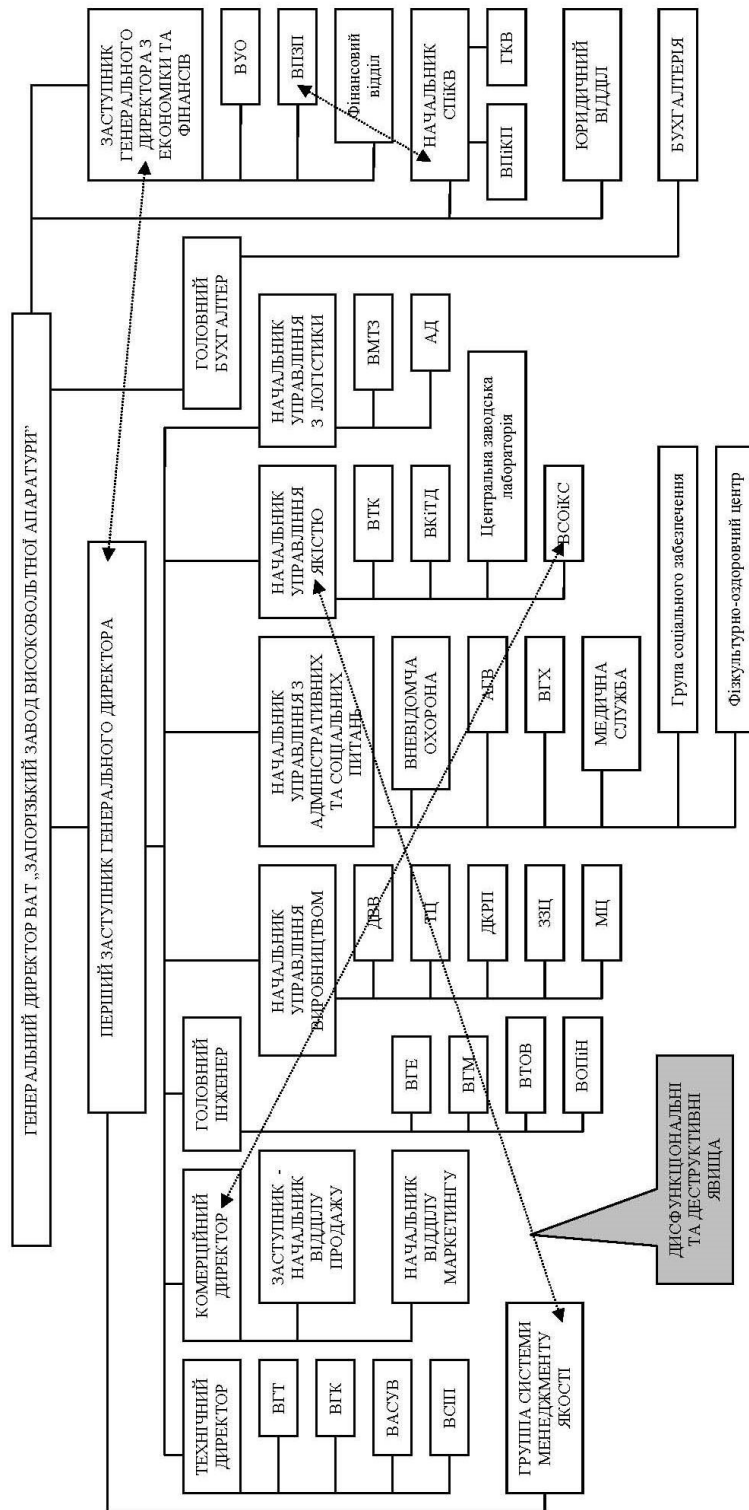 ГЕНЕРАЛЬНИЙ ДИРЕКТОР ВАТ „ЗАПОРІЗЬКИЙ ЗАВОД ВИСОКОВОЛЬТНОЇ АПАРАТУРИ”
ПЕРШИЙ ЗАСТУПНИК ГЕНЕРАЛЬНОГО ДИРЕКТОРА
ТЕХНІЧНИЙ
ДИРЕКТОР
ВГТ
ВГК
ВАСУВ
ВСІП
ГРУППА СИСТЕМИ
МЕНЕДЖМЕНТУ
ЯКОСТІ
КОМЕРЦІЙНИЙ
ДИРЕКТОР
ЗАСТУПНИК -
НАЧАЛЬНИК
ВІДДІЛУ
ПРОДАЖУ
НАЧАЛЬНИК
ВІДДІЛУ
МАРКЕТИНГУ
ГОЛОВНИЙ
ІНЖЕНЕР
ВГЕ
ВГМ
ВТОВ
ВОПіН
НАЧАЛЬНИК
УПРАВЛІННЯ
ВИРОБНИЦТВОМ
ДВВ
ТЦ
ДКРП
ЗЗЦ
МЦ
НАЧАЛЬНИК
УПРАВЛІННЯ З
АДМІНІСТРАТИВНИХ
ТА СОЦІАЛЬНИХ
ПИТАНЬ
ВНЕВІДОМЧА
ОХОРОНА
АГВ
ВГХ
МЕДИЧНА
СЛУЖБА
Група соціального забезпечення
Фізкультурно-оздоровчий центр
НАЧАЛЬНИК
УПРАВЛІННЯ
ЯКІСТЮ
ВТК
ВКіТД
Центральна заводська
лабораторія
ВСОіКС
НАЧАЛЬНИК
УПРАВЛІННЯ
З ЛОГІСТИКИ
ВМТЗ
АД
ГОЛОВНИЙ
БУХГАЛТЕР
ЗАСТУПНИК
ГЕНЕРАЛЬНОГО
ДИРЕКТОРА З
ЕКОНОМІКИ ТА
ФІНАНСІВ
ВУО
ВПЗП
Фінансовий
відділ
НАЧАЛЬНИК
СПіКВ
ВПіКП
ГКВ
ЮРИДИЧНИЙ
ВІДДІЛ
БУХГАЛТЕРІЯ
ДИСФУНКЦІОНАЛЬНІ
ТА ДЕСТРУКТИВНІ
ЯВИЩА